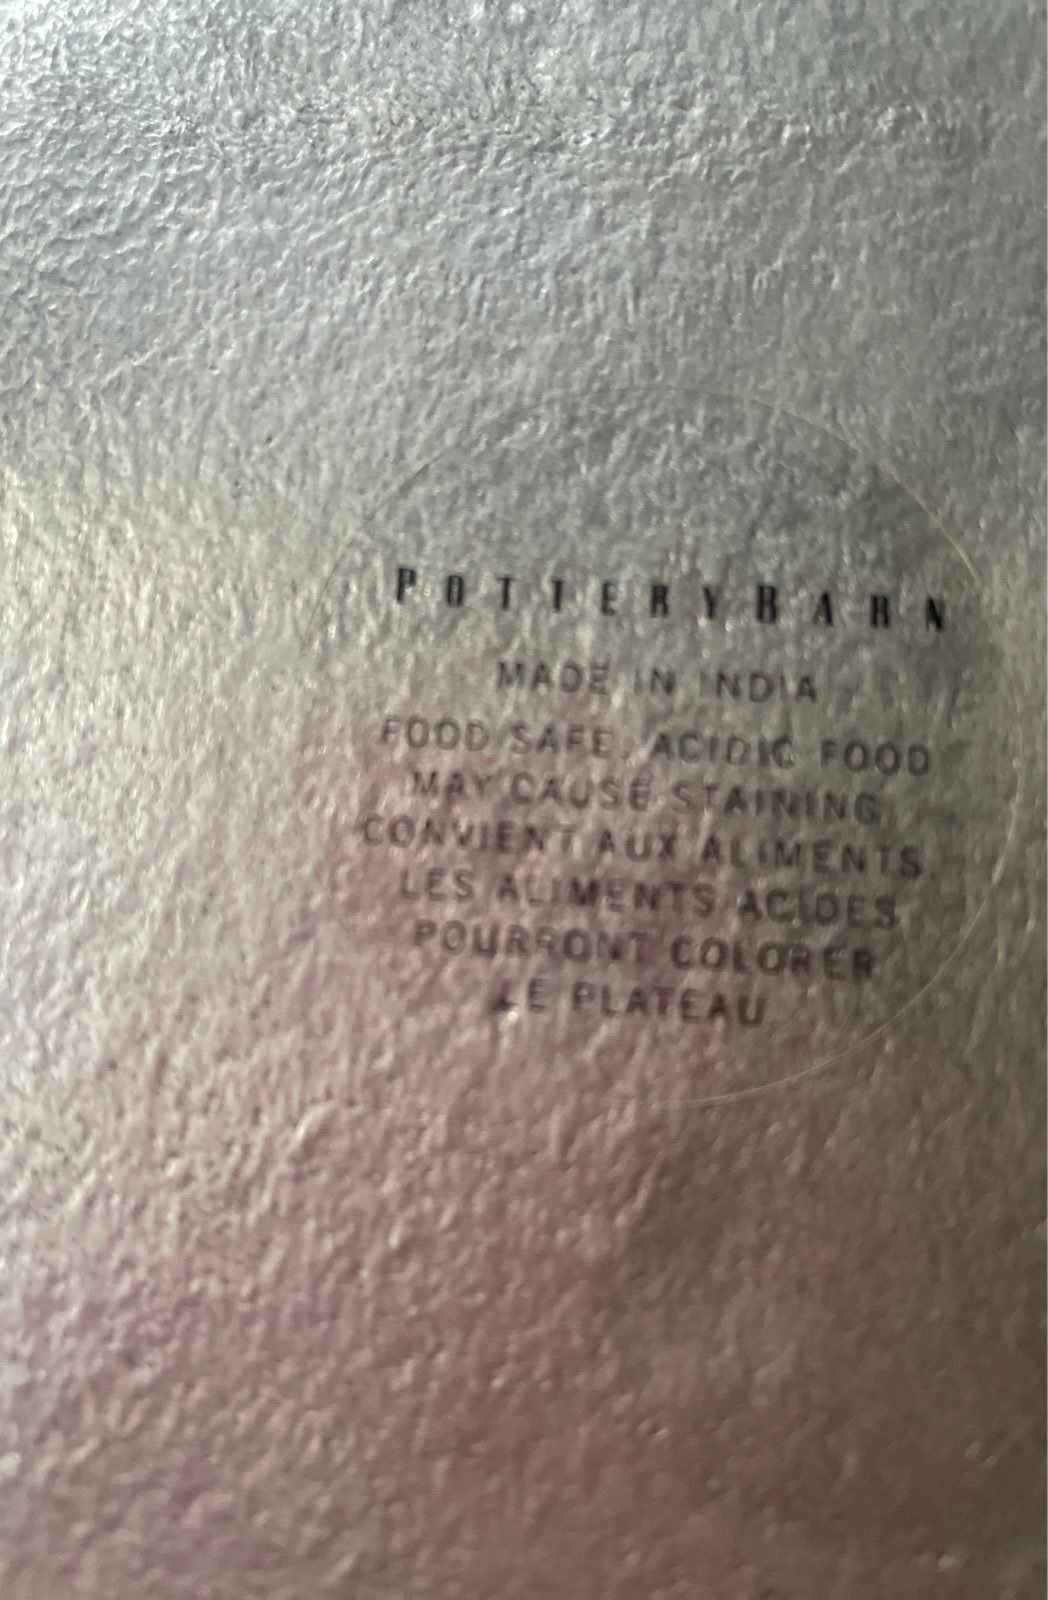 POTTERYBARN
MADE IN INDIA
FOOD SAFE. ACIDIC FOOD
MAY CAUSE STAINING.
CONVIENT AUX ALIMENTS.
LES ALIMENTS ACIDES
POURRONT COLORER
LE PLATEAU.